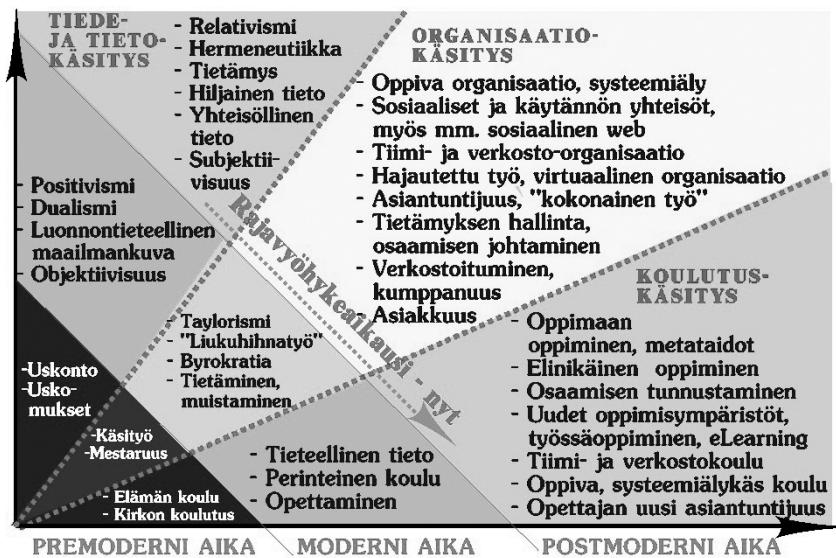 TIEDE-
JA TIETO-
KÄSITYS
- Relativismi
- Hermeneutiikka
- Tietämys
- Hiljainen tieto
- Yhteisöllinen
tieto
- Subjektii-
visuus
- Positivismi
- Dualismi
- Luonnontieteellinen
maailmankuva
- Objektiivisuus
-Uskonto
-Usko-
mukset
ORGANISAATIO-
KÄSITYS
- Oppiva organisaatio, systeemiäly
- Sosiaaliset ja käytännön yhteisöt,
myös mm. sosiaalinen web
- Tiimi- ja verkosto-organisaatio
- Hajautettu työ, virtuaalinen organisaatio
- Asiantuntijuus, "kokonainen työ"
- Tietämyksen hallinta,
osaamisen johtaminen
- Verkostoituminen,
kumppanuus
- Asiakkuus
Rajavyöhykeaikausi - nyt
- Taylorismi
- "Liukuhihnatyö"
- Byrokratia
- Tietäminen,
muistaminen
-Käsityö
-Mestaruus
KOULUTUS-
KÄSITYS
- Oppimaan
oppiminen, metataidot
- Elinikäinen oppiminen
- Osaamisen tunnustaminen
- Uudet oppimisympäristöt,
työssäoppiminen, eLearning
- Tiimi- ja verkostokoulu
- Oppiva, systeemiälykäs koulu
- Opettajan uusi asiantuntijuus
- Tieteellinen tieto
- Perinteinen koulu
- Opettaminen
- Elämän koulu
- Kirkon koulutus
PREMODERNI AIKA
MODERNI AIKA
POSTMODERNI AIKA